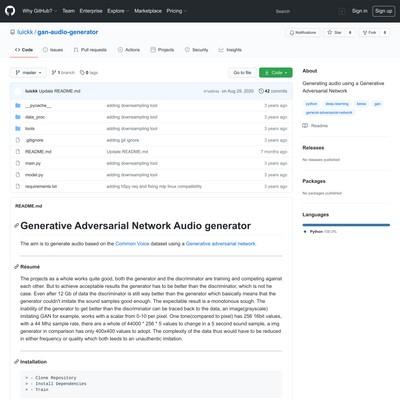 Why GitHub?
Team
Enterprise
Explore
Marketplace
Pricing
Search
Sign in
Sign up
luickk / gan-audio-generator
Notifications
Star
Fork
Code
Issues
Pull requests
Actions
Projects
Security
Insights
master
1 branch
0 tags
Go to file
Code
luickk Update README.md
on Aug 29, 2020
42 commits
__pycache__
adding downsampling tool
3 years ago
data_proc
adding downsampling tool
3 years ago
tools
adding downsampling tool
3 years ago
.gitignore
adding git ignore
3 years ago
README.md
Update README.md
7 months ago
main.py
adding downsampling tool
3 years ago
model.py
adding downsampling tool
3 years ago
requirements.txt
adding h5py req and fixing mlp linux compatibility
3 years ago
README.md
Generative Adversarial Network Audio generator
The aim is to generate audio based on the Common Voice dataset using a Generative adversarial network.
Résumé
The projects as a whole works quite good, both the generator and the discriminator are training and competing against
each other. But to achieve acceptable results the generator has to be better than the discriminator, which is not he
case. Even after 12 Gb of data the discriminator is still way better than the generator which basically means that the
generator couldn't imitate the sound samples good enough. The expectable result is a monotonous sough. The
inability of the generator to get better than the discriminator can be traced back to the data, an image(grayscale)
imitating GAN for example, works with a scalar from 0-10 per pixel. One tone(compared to pixel) has 256 16bit values,
with a 44 Mhz sample rate, there are a whole of 44000 * 256 * 5 values to change in a 5 second sound sample, a img
generator in comparison has only 400x400 values to adopt. The complexity of the data thus would have to be reduced
in either frequency or quality which both leads to an unauthentic imitation.
Installation
+ - Clone Repository
+ - Install Dependencies
+ - Train
About
Generating audio using a Generative
Adversarial Network
python
deep-learning
keras
gan
general-adversarial-network
Readme
Releases
No releases published
Packages
No packages published
Languages
Python 100.0%